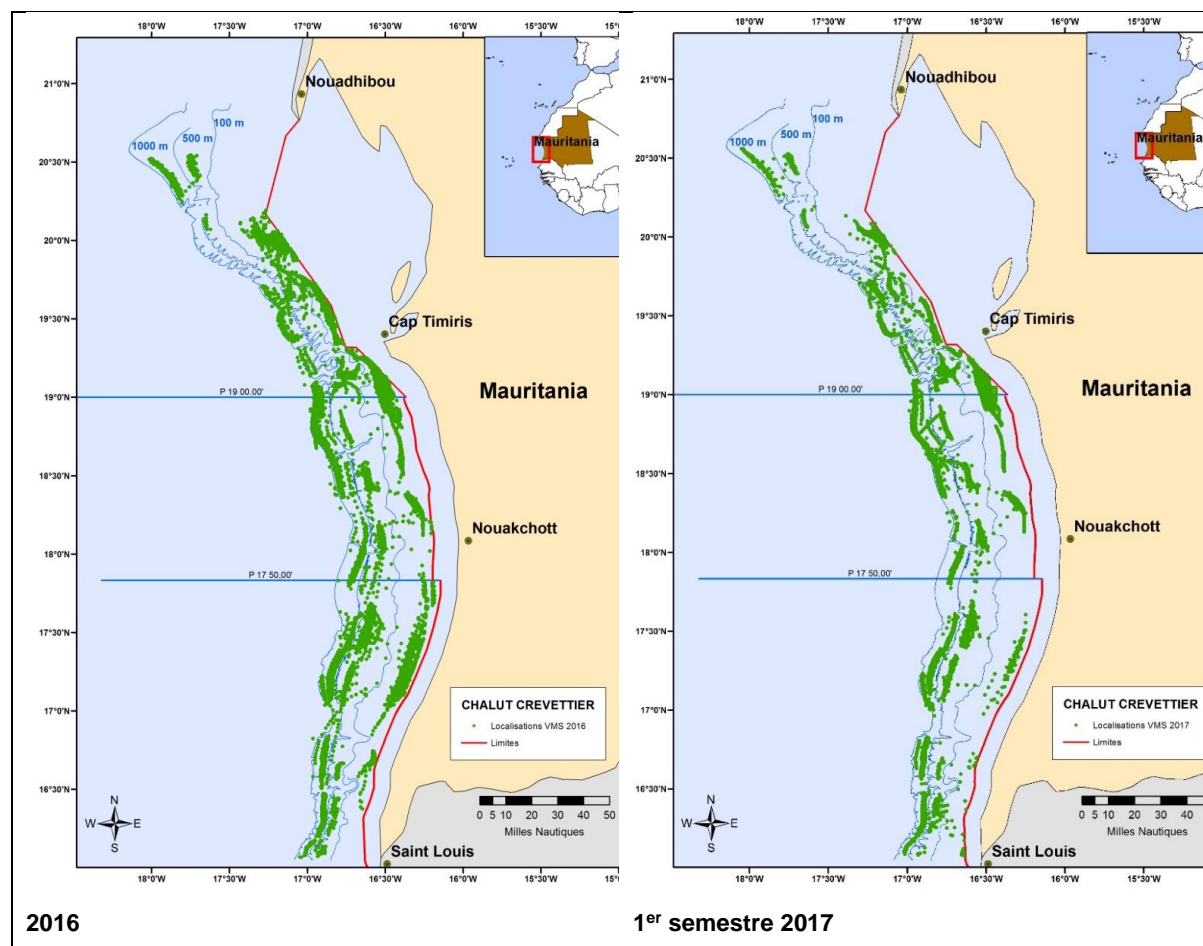 18°0'W 17°30'W 17°0'W 16°30'W 16°0'W 15°30'W 15°0'
21°0'N
20°30'N
20°0'N
19°30'N
19°0'N
18°30'N
18°0'N
17°30'N
17°0'N
16°30'N
Nouadhibou
Mauritania
100 m
500 m
1000 m
Cap Timiris
Mauritania
P 19 00.00'
Nouakchott
P 17 50,00'
CHALUT CREVETTIER
Localisations VMS 2016
Limites
0 5 10 20 30 40 50
Milles Nautiques
N
W E
S
Saint Louis
18°0'W 17°30'W 17°0'W 16°30'W 16°0'W 15°30'W
2016
18°0'W 17°30'W 17°0'W 16°30'W 16°0'W 15°30'W
21°0'N
20°30'N
20°0'N
19°30'N
19°0'N
18°30'N
18°0'N
17°30'N
17°0'N
16°30'N
Nouadhibou
Mauritania
100 m
500 m
1000 m
Cap Timiris
Mauritania
P 19 00.00'
Nouakchott
P 17 50,00'
CHALUT CREVETTIER
Localisations VMS 2017
Limites
0 5 10 20 30 40
Milles Nautiques
N
W E
S
Saint Louis
18°0'W 17°30'W 17°0'W 16°30'W 16°0'W 15°30'W
1er semestre 2017